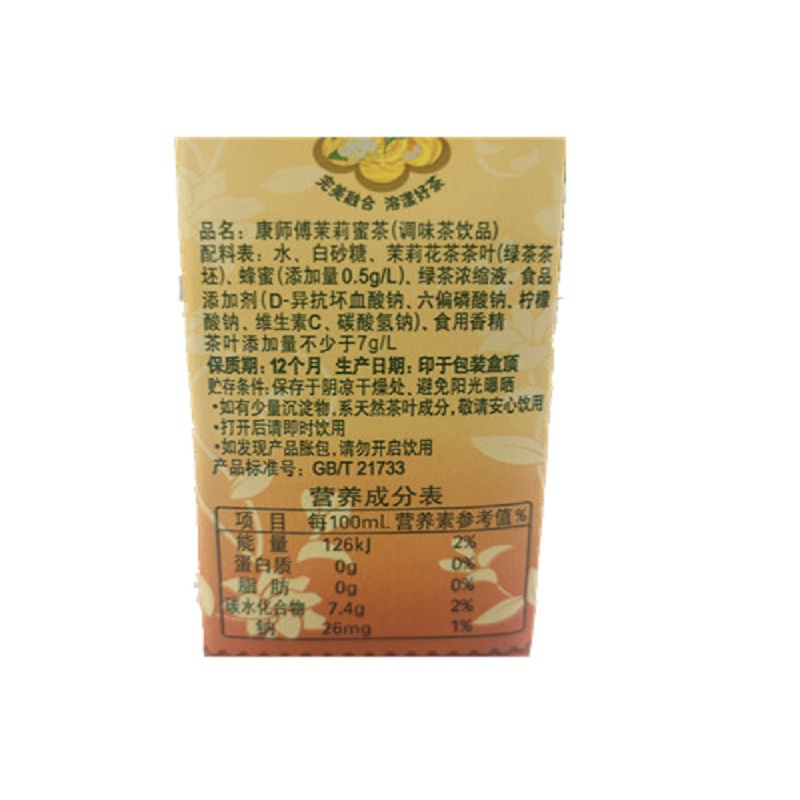 完美融合 溶漾好茶
品名：康师傅茉莉蜜茶(调味茶饮品)
配料表：水、白砂糖、茉莉花茶茶叶(绿茶茶
坯)、蜂蜜(添加量0.5g/L)、绿茶浓缩液、食品
添加剂(D-异抗坏血酸钠、六偏磷酸钠、柠檬
酸钠、维生素C、碳酸氢钠)、食用香精
茶叶添加量不少于7g/L
保质期：12个月 生产日期：印于包装盒顶
贮存条件：保存于阴凉干燥处、避免阳光曝晒
•如有少量沉淀物,系天然茶叶成分,敬请安心饮用
•打开后请即时饮用
•如发现产品胀包,请勿开启饮用
产品标准号：GB/T 21733
营养成分表
项 目 每100mL 营养素参考值%
能 量 126kJ 2%
蛋白质 0g 0%
脂 肪 0g 0%
碳水化合物 7.4g 2%
钠 26mg 1%